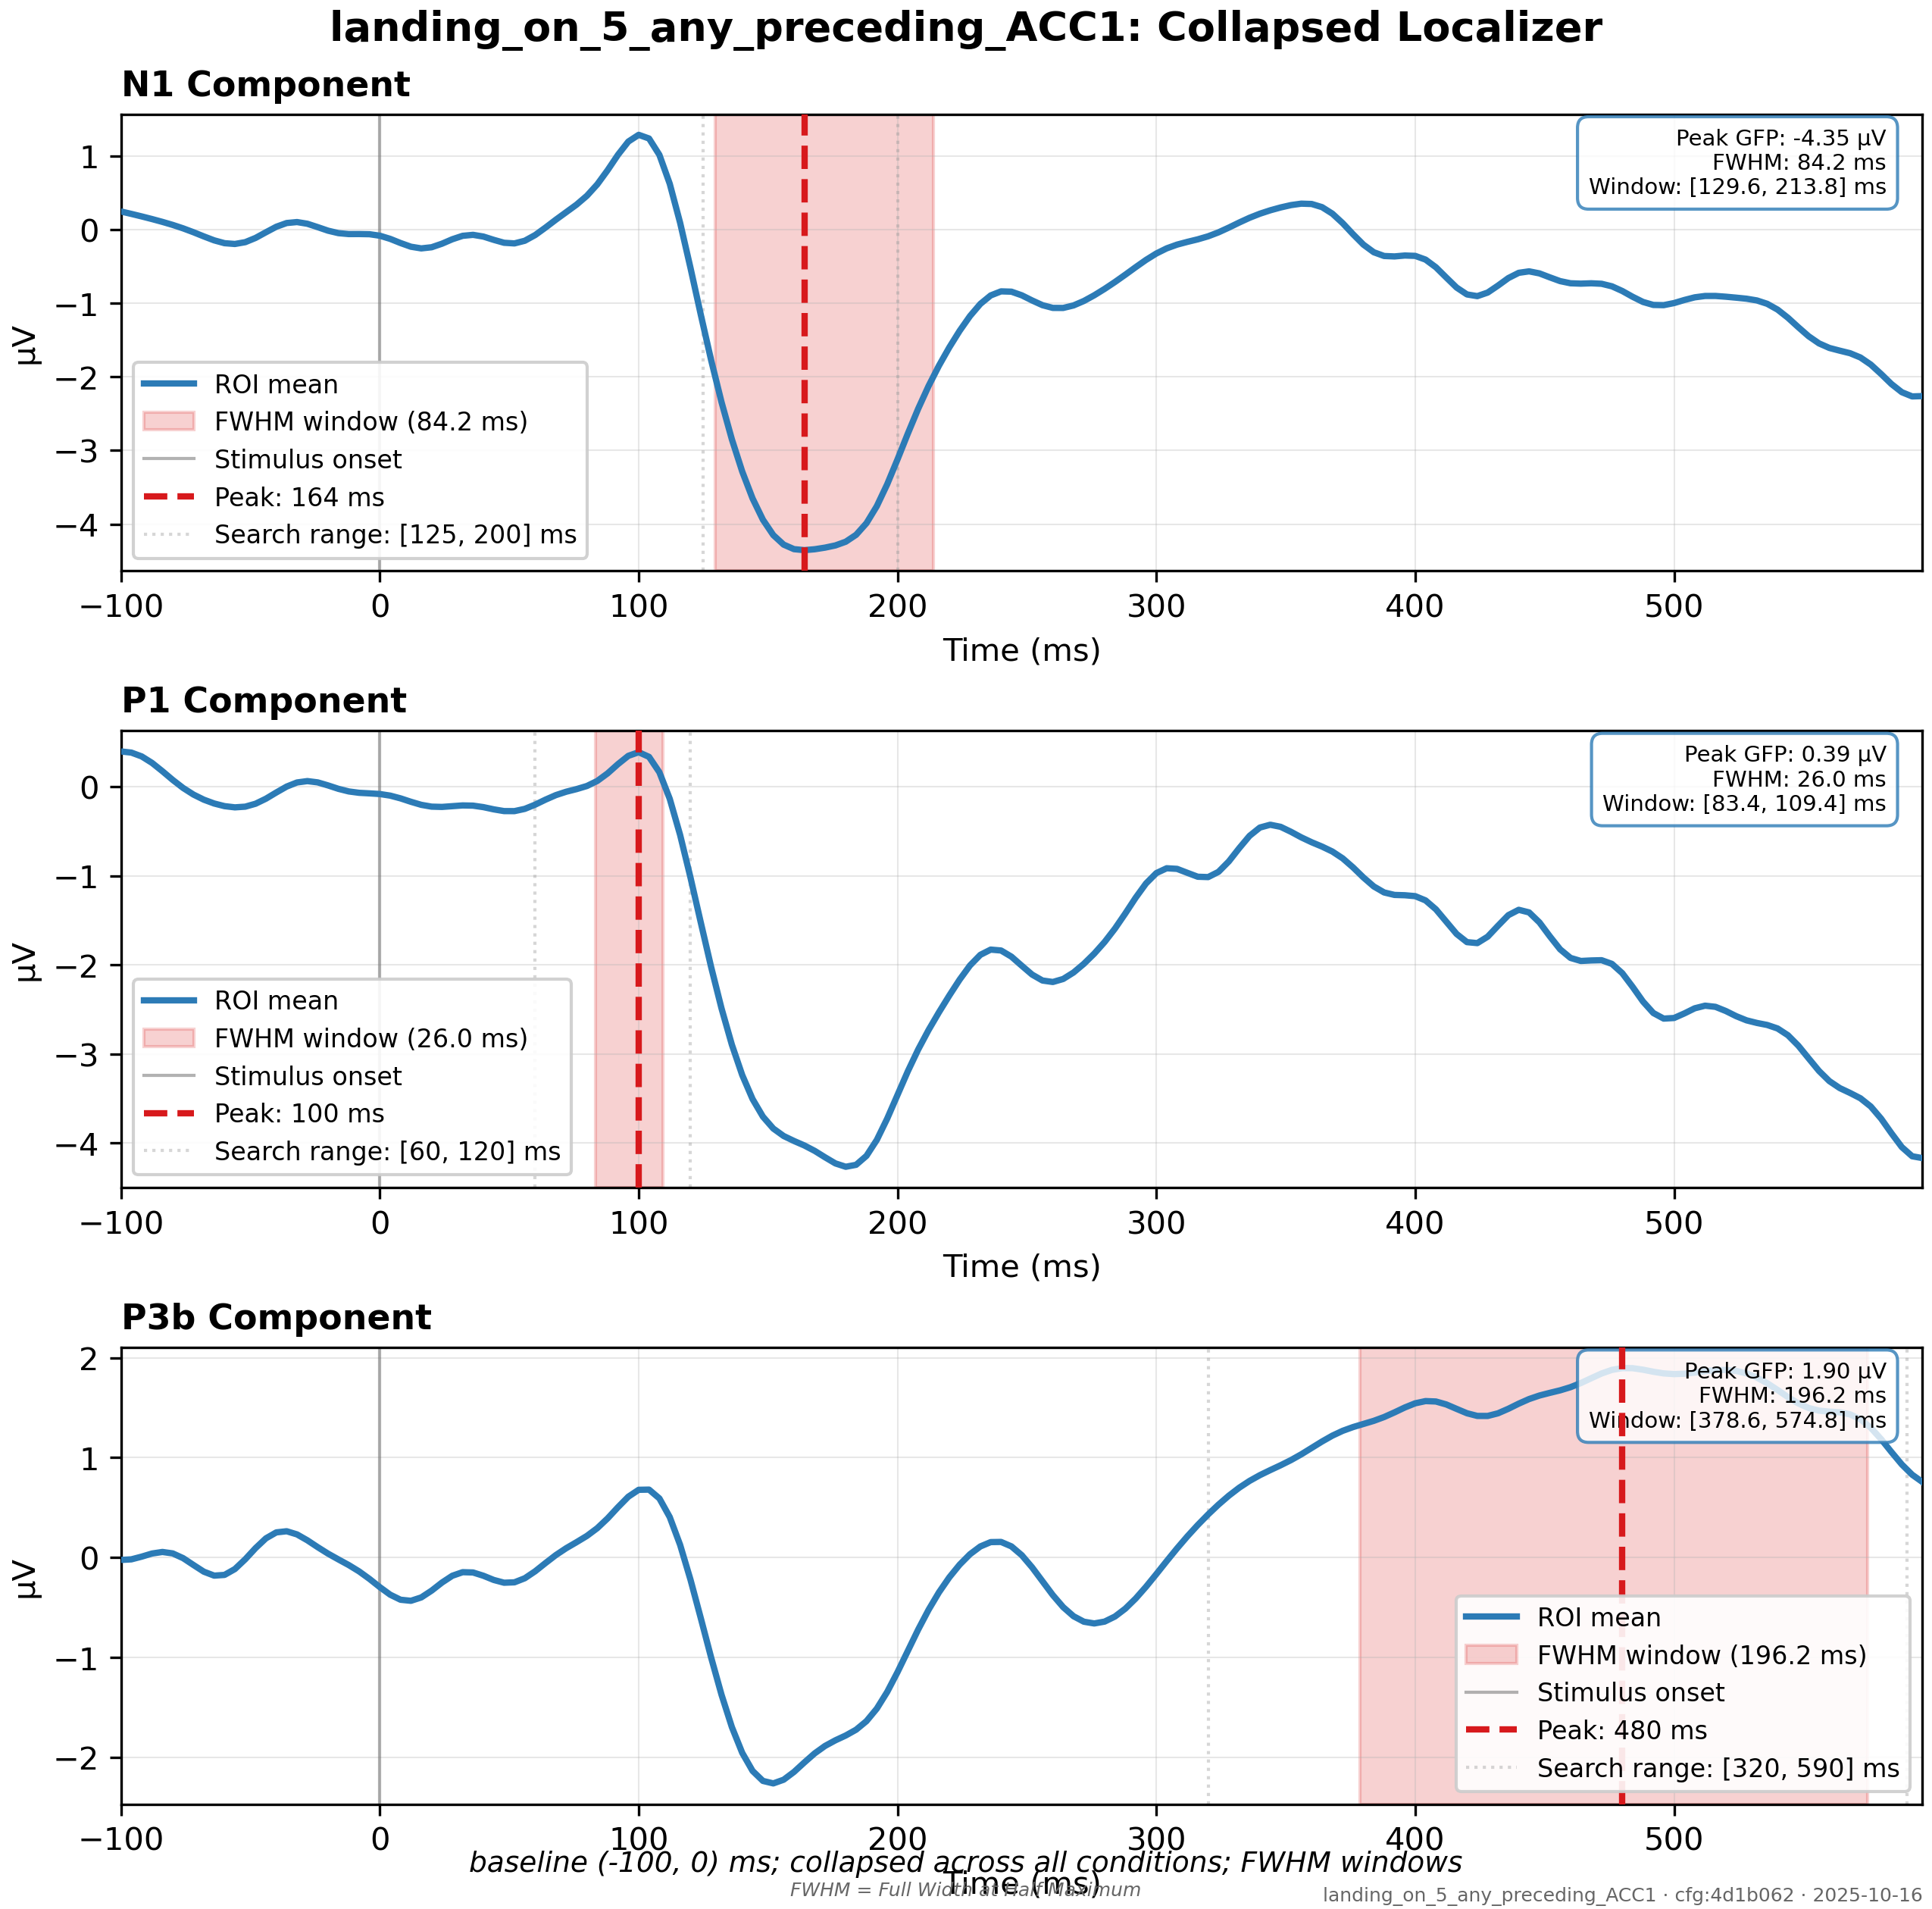 landing_on_5_any_preceding_ACC1: Collapsed Localizer
N1 Component
Peak GFP: -4.35 µV
FWHM: 84.2 ms
Window: [129.6, 213.8] ms
1
0
−1
−2
−3
−4
µV
ROI mean
FWHM window (84.2 ms)
Stimulus onset
Peak: 164 ms
Search range: [125, 200] ms
−100 0 100 200 300 400 500
Time (ms)
P1 Component
Peak GFP: 0.39 µV
FWHM: 26.0 ms
Window: [83.4, 109.4] ms
0
−1
−2
−3
−4
µV
ROI mean
FWHM window (26.0 ms)
Stimulus onset
Peak: 100 ms
Search range: [60, 120] ms
−100 0 100 200 300 400 500
Time (ms)
P3b Component
Peak GFP: 1.90 µV
FWHM: 196.2 ms
Window: [378.6, 574.8] ms
2
1
0
−1
−2
µV
ROI mean
FWHM window (196.2 ms)
Stimulus onset
Peak: 480 ms
Search range: [320, 590] ms
−100 0 100 200 300 400 500
baseline (-100, 0) ms; collapsed across all conditions; FWHM windows
Time (ms)
FWHM = Full Width at Half Maximum
landing_on_5_any_preceding_ACC1 · cfg:4d1b062 · 2025-10-16